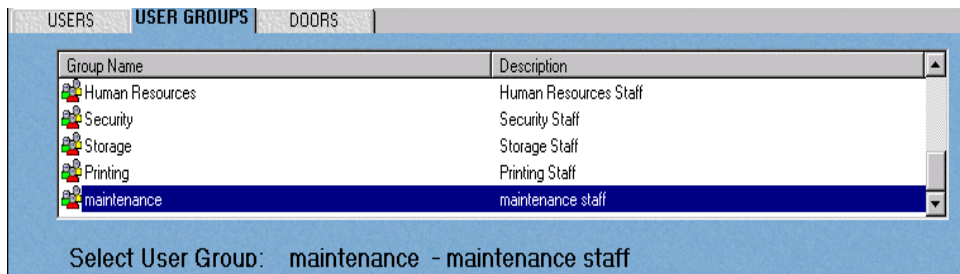 USERS USER GROUPS DOORS
Group Name Description
Human Resources Human Resources Staff
Security Security Staff
Storage Storage Staff
Printing Printing Staff
maintenance maintenance staff
Select User Group: maintenance - maintenance staff